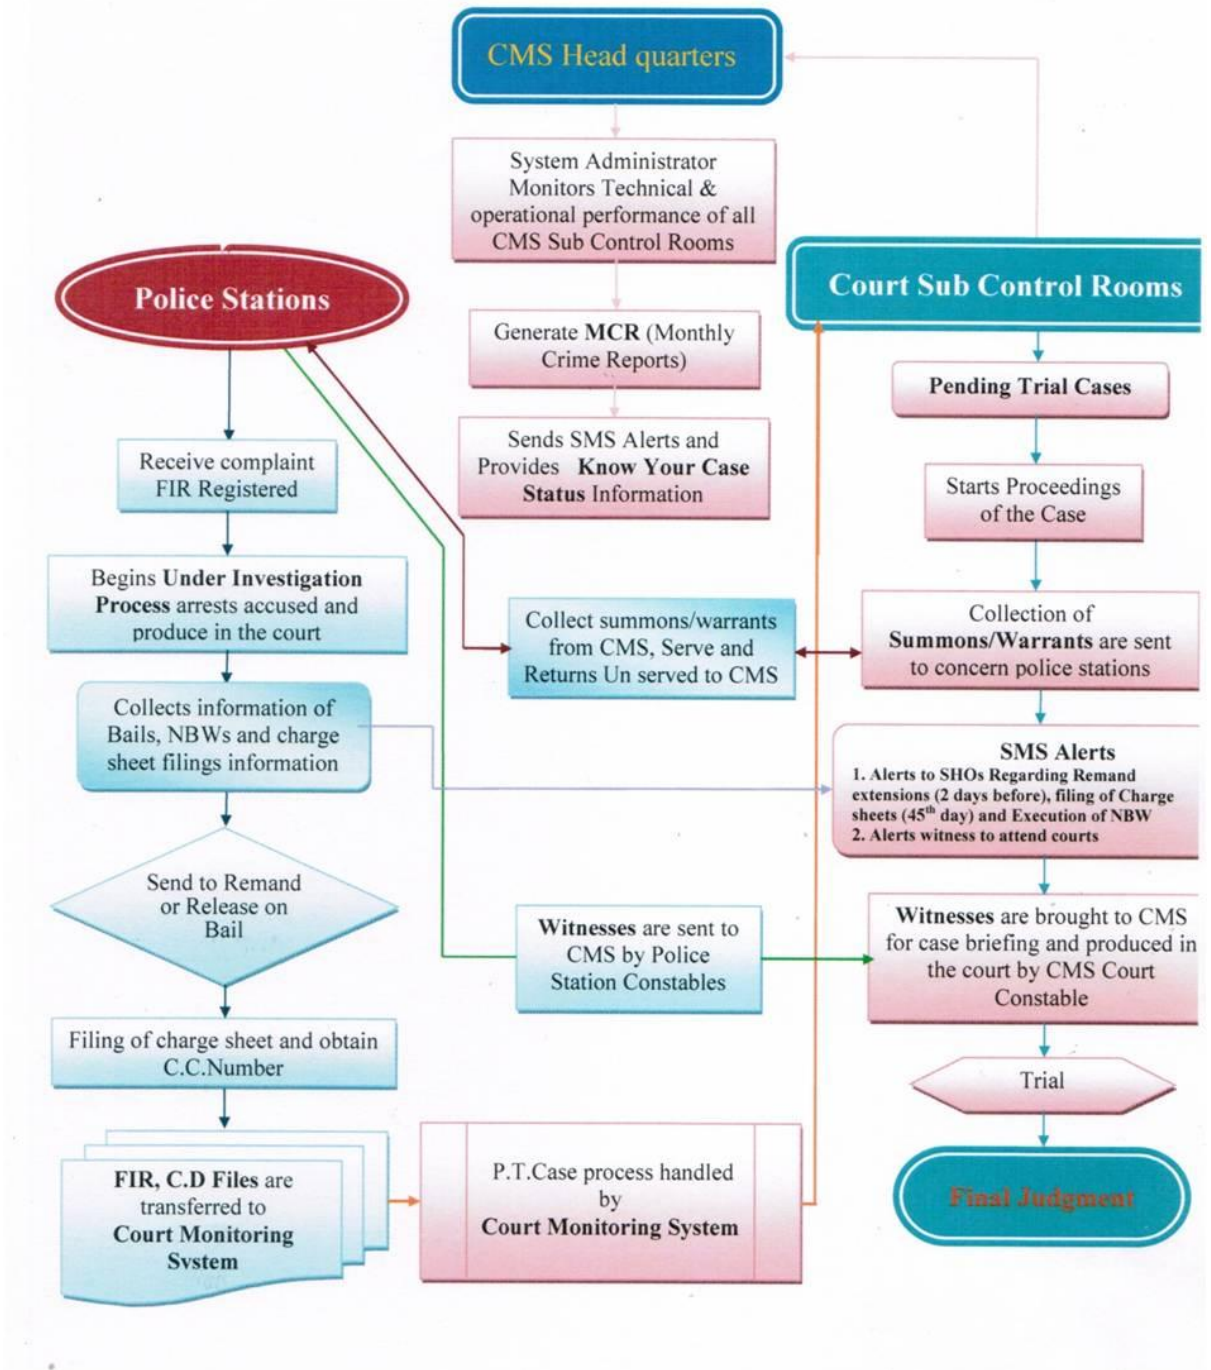 CMS Head quarters
System Administrator
Monitors Technical &
operational performance of all
CMS Sub Control Rooms
Generate MCR (Monthly
Crime Reports)
Sends SMS Alerts and
Provides Know Your Case
Status Information
Police Stations
Receive complaint
FIR Registered
Begins Under Investigation
Process arrests accused and
produce in the court
Collects information of
Bails, NBWs and charge
sheet filings information
Send to Remand
or Release on
Bail
Filing of charge sheet and obtain
C.C.Number
FIR, C.D Files are
transferred to
Court Monitoring
System
P.T.Case process handled
by
Court Monitoring System
Collect summons/warrants
from CMS, Serve and
Returns Un served to CMS
Witnesses are sent to
CMS by Police
Station Constables
Court Sub Control Rooms
Pending Trial Cases
Starts Proceedings
of the Case
Collection of
Summons/Warrants are sent
to concern police stations
SMS Alerts
1. Alerts to SHOs Regarding Remand
extensions (2 days before), filing of Charge
sheets (45th day) and Execution of NBW
2. Alerts witness to attend courts
Witnesses are brought to CMS
for case briefing and produced in
the court by CMS Court
Constable
Trial
Final Judgment